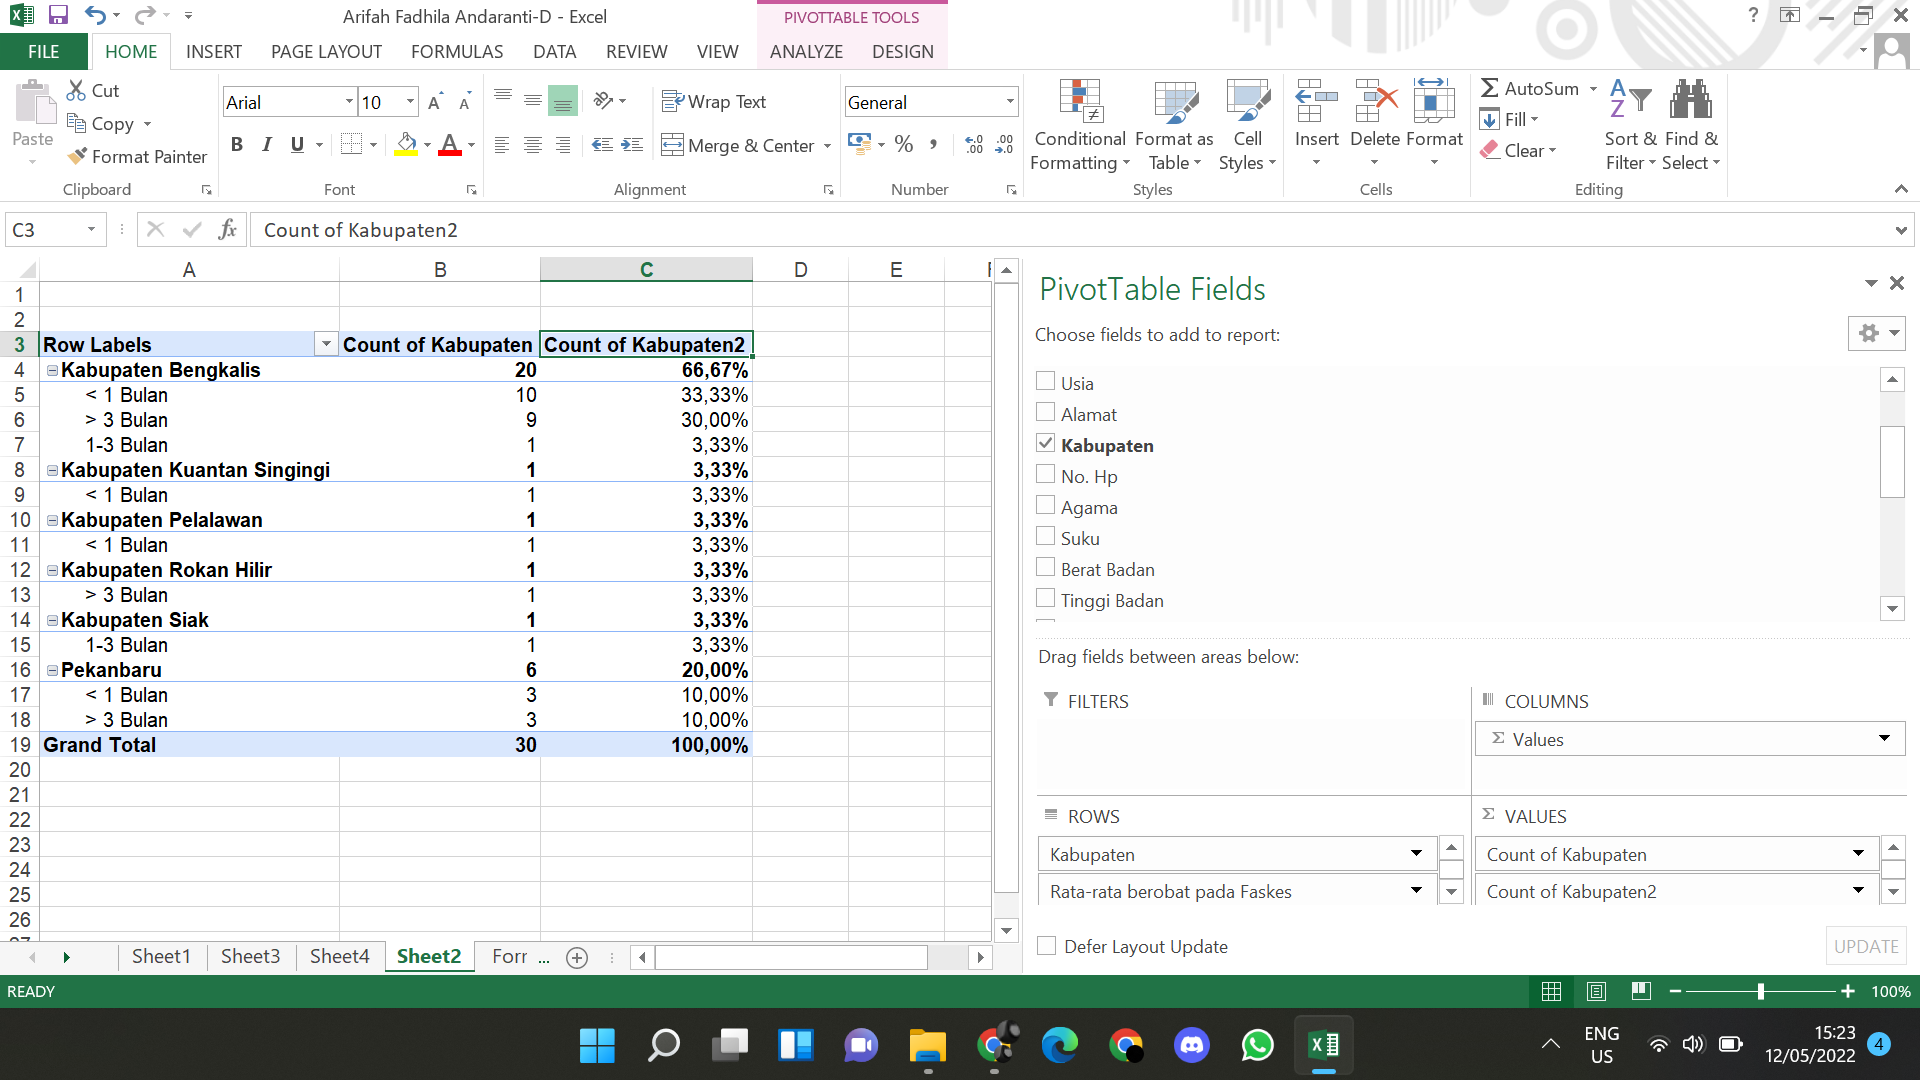 Arifah Fadhila Andaranti-D - Excel
PIVOTTABLE TOOLS
FILE HOME INSERT PAGE LAYOUT FORMULAS DATA REVIEW VIEW ANALYZE DESIGN
Paste
Cut
Copy
Format Painter
Clipboard
Arial 10
B I U
Font
Wrap Text
Merge & Center
Alignment
General
Number
Conditional Formatting
Format as Table
Cell Styles
Styles
Insert Delete Format
Cells
AutoSum
Fill
Clear
Sort & Filter
Find & Select
Editing
C3 fx Count of Kabupaten2
A B C D E F
1
2
3 Row Labels Count of Kabupaten Count of Kabupaten2
4 Kabupaten Bengkalis 20 66,67%
5 < 1 Bulan 10 33,33%
6 > 3 Bulan 9 30,00%
7 1-3 Bulan 1 3,33%
8 Kabupaten Kuantan Singingi 1 3,33%
9 < 1 Bulan 1 3,33%
10 Kabupaten Pelalawan 1 3,33%
11 < 1 Bulan 1 3,33%
12 Kabupaten Rokan Hilir 1 3,33%
13 > 3 Bulan 1 3,33%
14 Kabupaten Siak 1 3,33%
15 1-3 Bulan 1 3,33%
16 Pekanbaru 6 20,00%
17 < 1 Bulan 3 10,00%
18 > 3 Bulan 3 10,00%
19 Grand Total 30 100,00%
20
21
22
23
24
25
26
27
PivotTable Fields
Choose fields to add to report:
Usia
Alamat
Kabupaten
No. Hp
Agama
Suku
Berat Badan
Tinggi Badan
Drag fields between areas below:
FILTERS
COLUMNS
Σ Values
ROWS
Kabupaten
Rata-rata berobat pada Faskes
Σ VALUES
Count of Kabupaten
Count of Kabupaten2
Defer Layout Update
UPDATE
Sheet1 Sheet3 Sheet4 Sheet2 Forr ...
READY
100%
ENG
US
15:23
12/05/2022
4